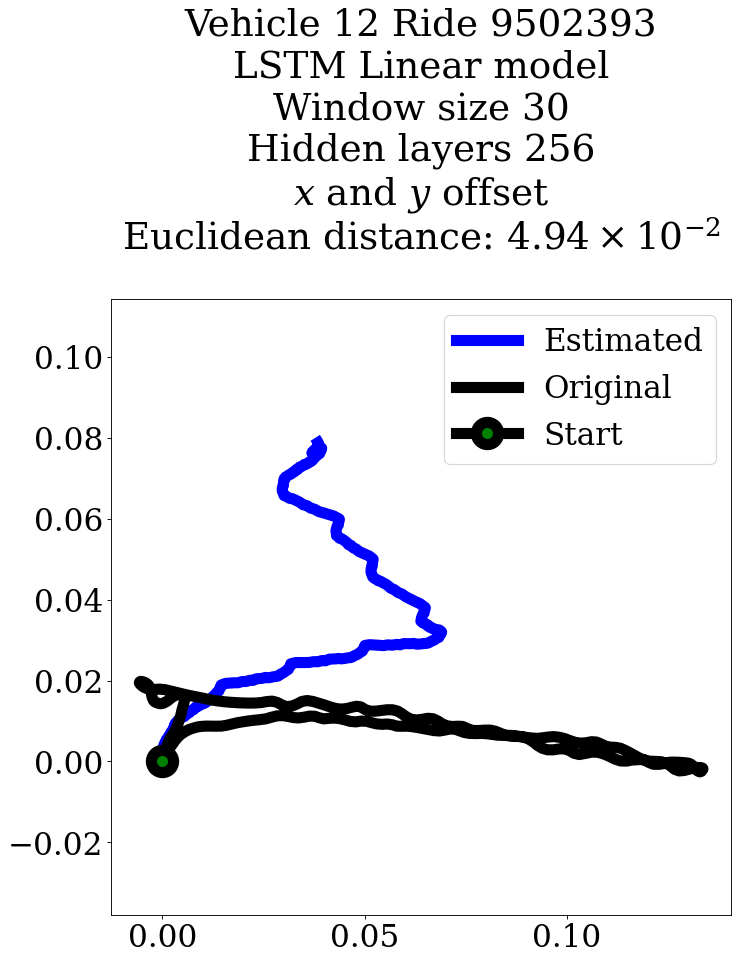 Vehicle 12 Ride 9502393
LSTM Linear model
Window size 30
Hidden layers 256
x and y offset
Euclidean distance: 4.94 × 10⁻²
Estimated
Original
Start
0.10
0.08
0.06
0.04
0.02
0.00
−0.02
0.00 0.05 0.10